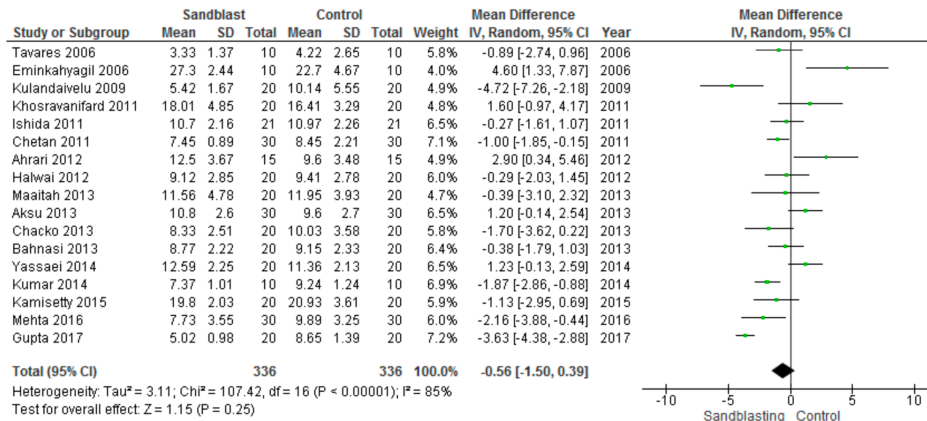 Sandblast Control Mean Difference Mean Difference
Study or Subgroup Mean SD Total Mean SD Total Weight IV, Random, 95% CI Year IV, Random, 95% CI
Tavares 2006 3.33 1.37 10 4.22 2.65 10 5.8% -0.89 [-2.74, 0.96] 2006
Eminkahyagil 2006 27.3 2.44 10 22.7 4.67 10 4.1% 4.60 [1.33, 7.87] 2006
Kulandaivelu 2009 5.42 1.67 20 10.14 5.55 20 4.9% -4.72 [-7.26, -2.18] 2009
Khosravanifard 2011 18.01 4.85 20 16.41 3.29 20 4.9% 1.60 [-0.97, 4.17] 2011
Ishida 2011 10.7 2.16 21 10.97 2.26 21 6.5% -0.27 [-1.61, 1.07] 2011
Chetan 2011 7.45 0.89 30 8.45 2.21 30 7.1% -1.00 [-1.85, -0.15] 2011
Ahrari 2012 12.5 3.67 15 9.6 3.48 15 4.9% 2.90 [0.34, 5.46] 2012
Halwai 2012 9.12 2.85 20 9.41 2.78 20 6.0% -0.29 [-2.03, 1.45] 2012
Maaitah 2013 11.56 4.78 20 11.95 3.93 20 4.7% -0.39 [-3.10, 2.32] 2013
Aksu 2013 10.8 2.6 30 9.6 2.7 30 6.5% 1.20 [-0.14, 2.54] 2013
Chacko 2013 8.33 2.51 20 10.03 3.58 20 5.7% -1.70 [-3.62, 0.22] 2013
Bahnasi 2013 8.77 2.22 20 9.15 2.33 20 6.4% -0.38 [-1.79, 1.03] 2013
Yassaei 2014 12.59 2.25 20 11.36 2.13 20 6.5% 1.23 [-0.13, 2.59] 2014
Kumar 2014 7.37 1.01 10 9.24 1.24 10 6.9% -1.87 [-2.86, -0.88] 2014
Kamisetty 2015 19.8 2.03 20 20.93 3.61 20 5.8% -1.13 [-2.95, 0.69] 2015
Mehta 2016 7.73 3.55 30 9.89 3.25 30 6.0% -2.16 [-3.88, -0.44] 2016
Gupta 2017 5.02 0.98 20 8.65 1.39 20 7.2% -3.63 [-4.38, -2.88] 2017
Total (95% CI) 336 336 100.0% -0.56 [-1.50, 0.39]
Heterogeneity: Tau² = 3.11; Chi² = 107.42, df = 16 (P < 0.00001); I² = 85%
Test for overall effect: Z = 1.15 (P = 0.25)
-10 -5 0 5 10
Sandblasting Control